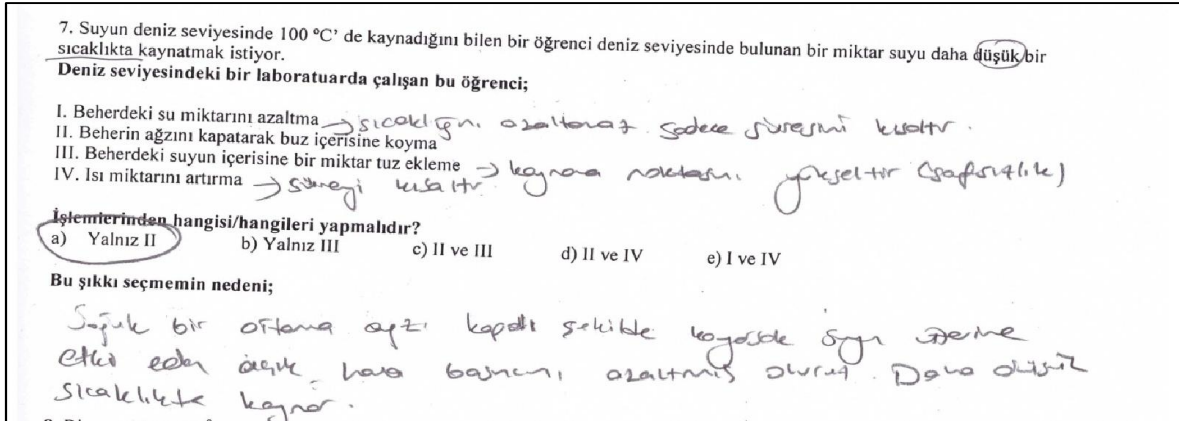 7. Suyun deniz seviyesinde 100 °C' de kaynadığını bilen bir öğrenci deniz seviyesinde bulunan bir miktar suyu daha düşük bir
sıcaklıkta kaynatmak istiyor.
Deniz seviyesindeki bir laboratuarda çalışan bu öğrenci;
I. Beherdeki su miktarını azaltma → sıcaklığını azaltmaz sadece süresini kısaltır.
II. Beherin ağzını kapatarak buz içerisine koyma
III. Beherdeki suyun içerisine bir miktar tuz ekleme → kaynama noktasını yükseltir (safsızlık)
IV. Isı miktarını artırma → süreyi kısaltır
İşlemlerinden hangisi/hangileri yapmalıdır?
a) Yalnız II b) Yalnız III c) II ve III d) II ve IV e) I ve IV
Bu şıkkı seçmemin nedeni;
Soğuk bir ortama ağzı kapalı şekilde koyarsak suyun üzerine
etki eden açık hava basıncını azaltmış oluruz. Daha düşük
sıcaklıkta kaynar.